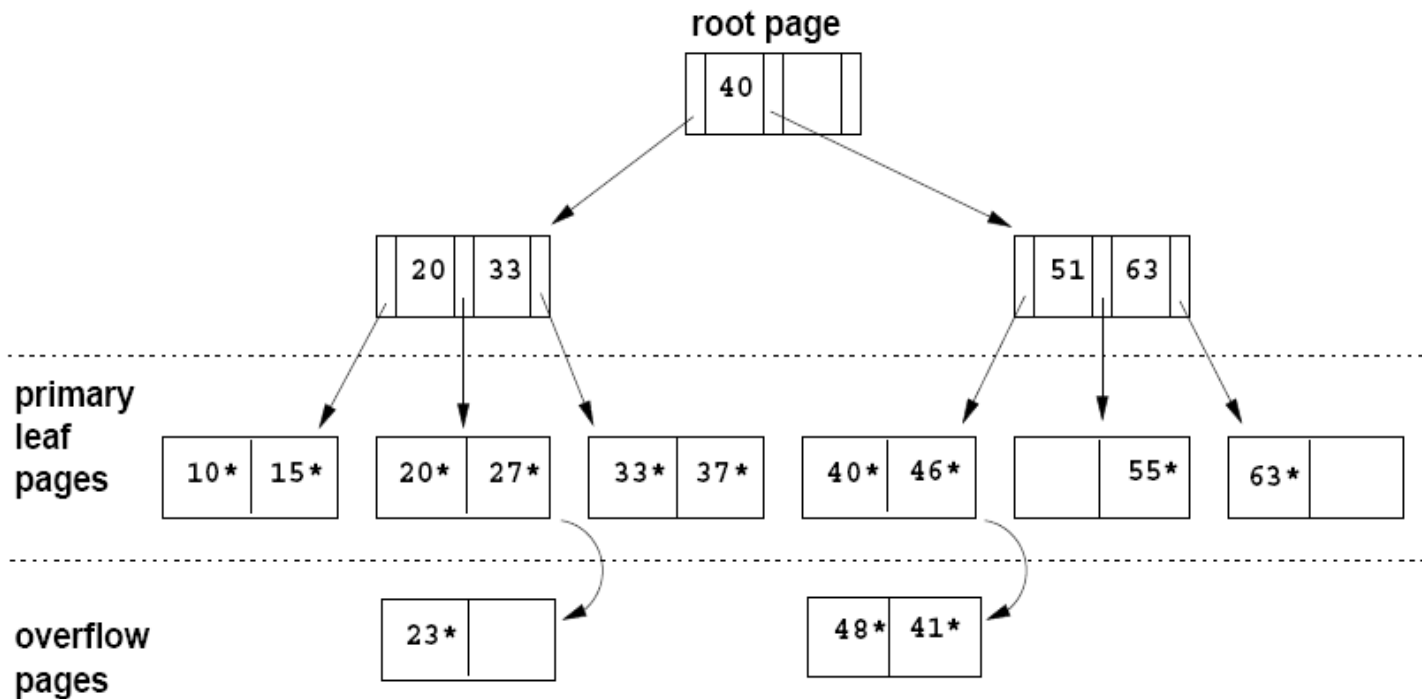 root page
40
20 33
51 63
primary
leaf
pages
10* 15*
20* 27*
33* 37*
40* 46*
55*
63*
overflow
pages
23*
48* 41*